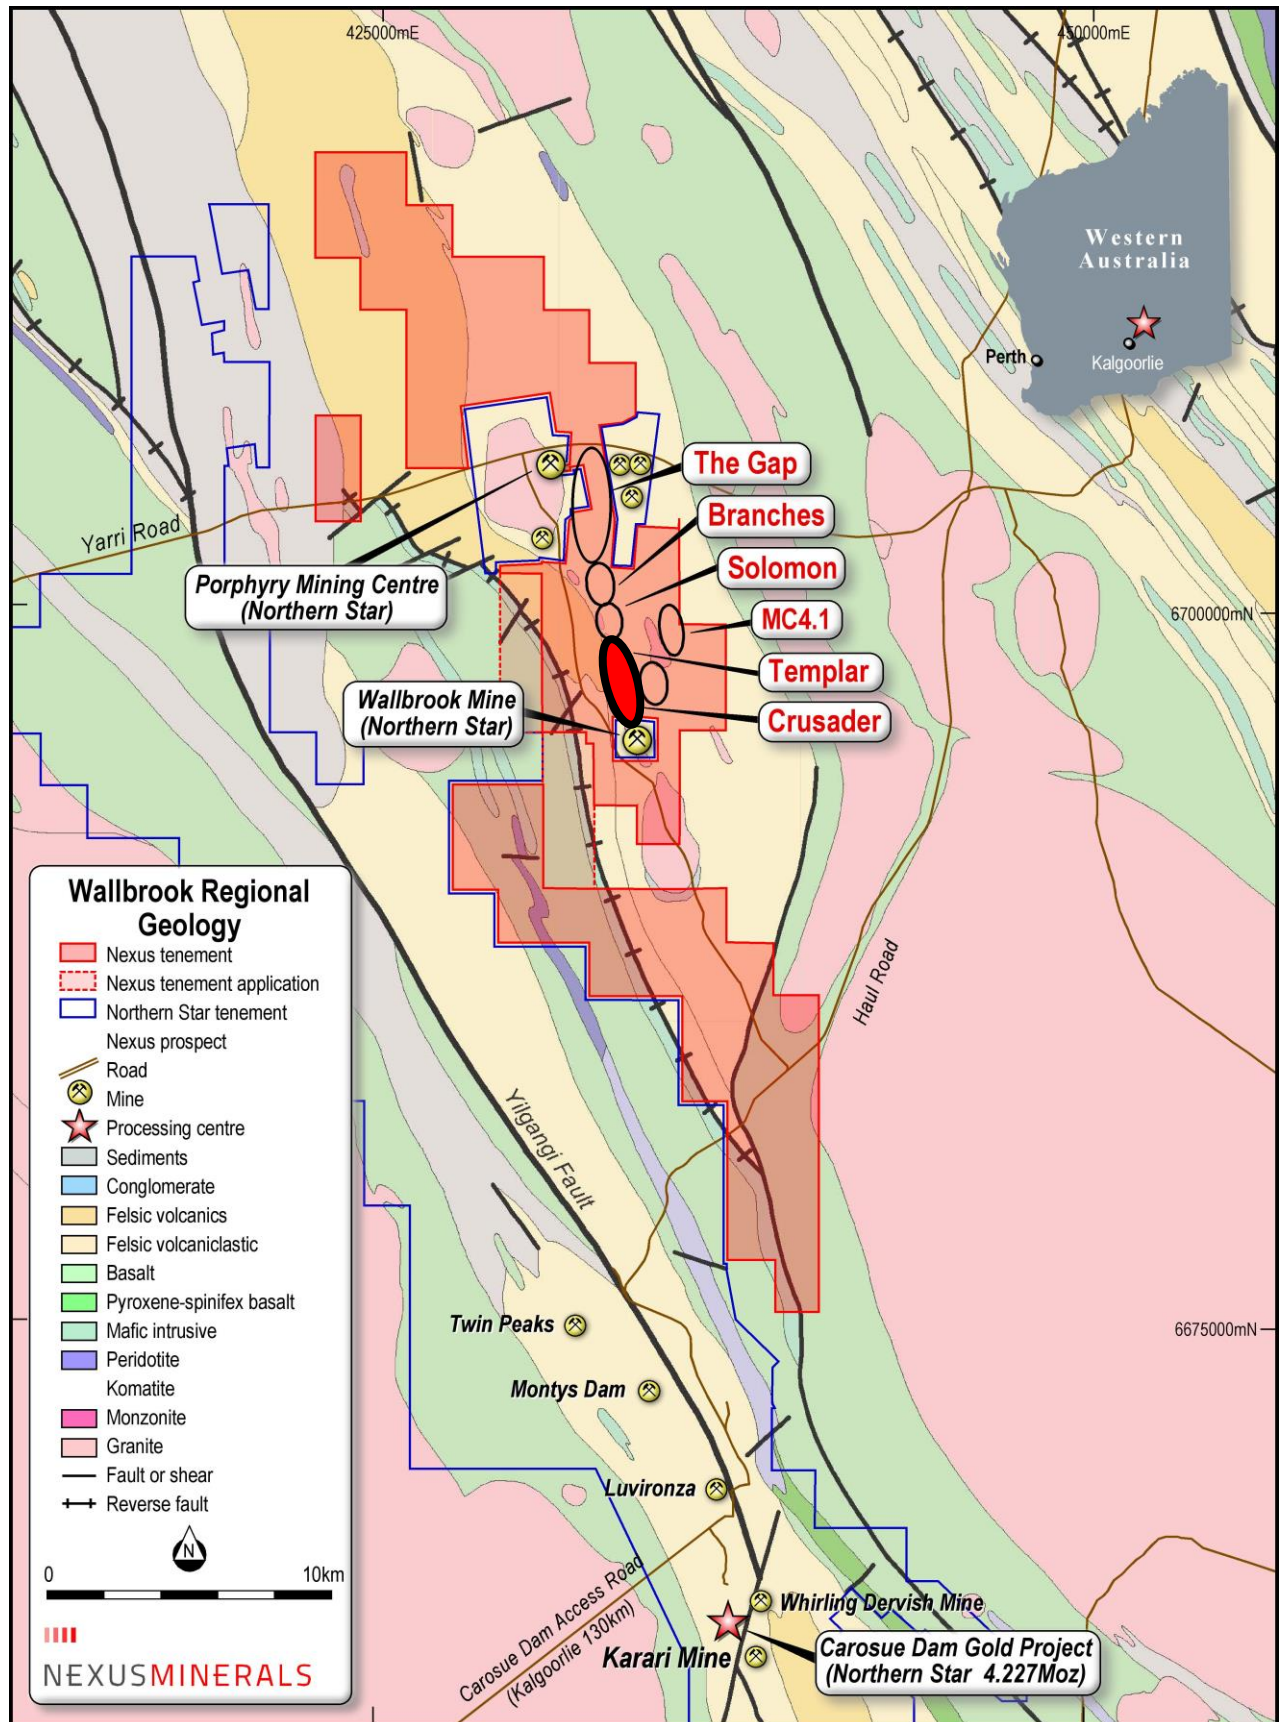 425000mE
450000mE
Western
Australia
Perth
Kalgoorlie
The Gap
Branches
Solomon
MC4.1
Templar
Crusader
Yarri Road
Porphyry Mining Centre
(Northern Star)
6700000mN
Wallbrook Mine
(Northern Star)
Wallbrook Regional
Geology
Nexus tenement
Nexus tenement application
Northern Star tenement
Nexus prospect
Road
Mine
Processing centre
Sediments
Conglomerate
Felsic volcanics
Felsic volcaniclastic
Basalt
Pyroxene-spinifex basalt
Mafic intrusive
Peridotite
Komatite
Monzonite
Granite
Fault or shear
Reverse fault
N
0 10km
NEXUSMINERALS
Haul Road
Yilgangi Fault
Twin Peaks
6675000mN
Montys Dam
Luvironza
Carosue Dam Access Road
(Kalgoorlie 130km)
Whirling Dervish Mine
Karari Mine
Carosue Dam Gold Project
(Northern Star 4.227Moz)